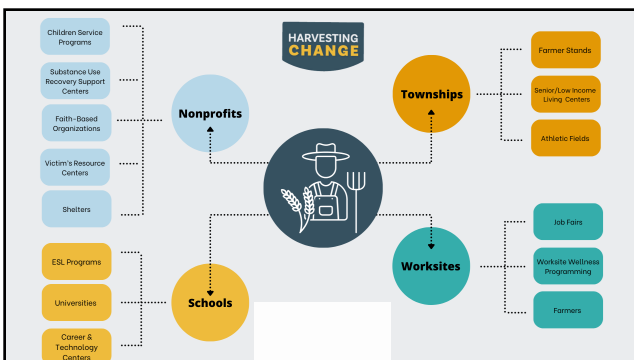 HARVESTING
CHANGE
Children Service
Programs
Substance Use
Recovery Support
Centers
Faith-Based
Organizations
Victim's Resource
Centers
Shelters
Nonprofits
Townships
Farmer Stands
Senior/Low Income
Living Centers
Athletic Fields
ESL Programs
Universities
Career &
Technology
Centers
Schools
Worksites
Job Fairs
Worksite Wellness
Programming
Farmers